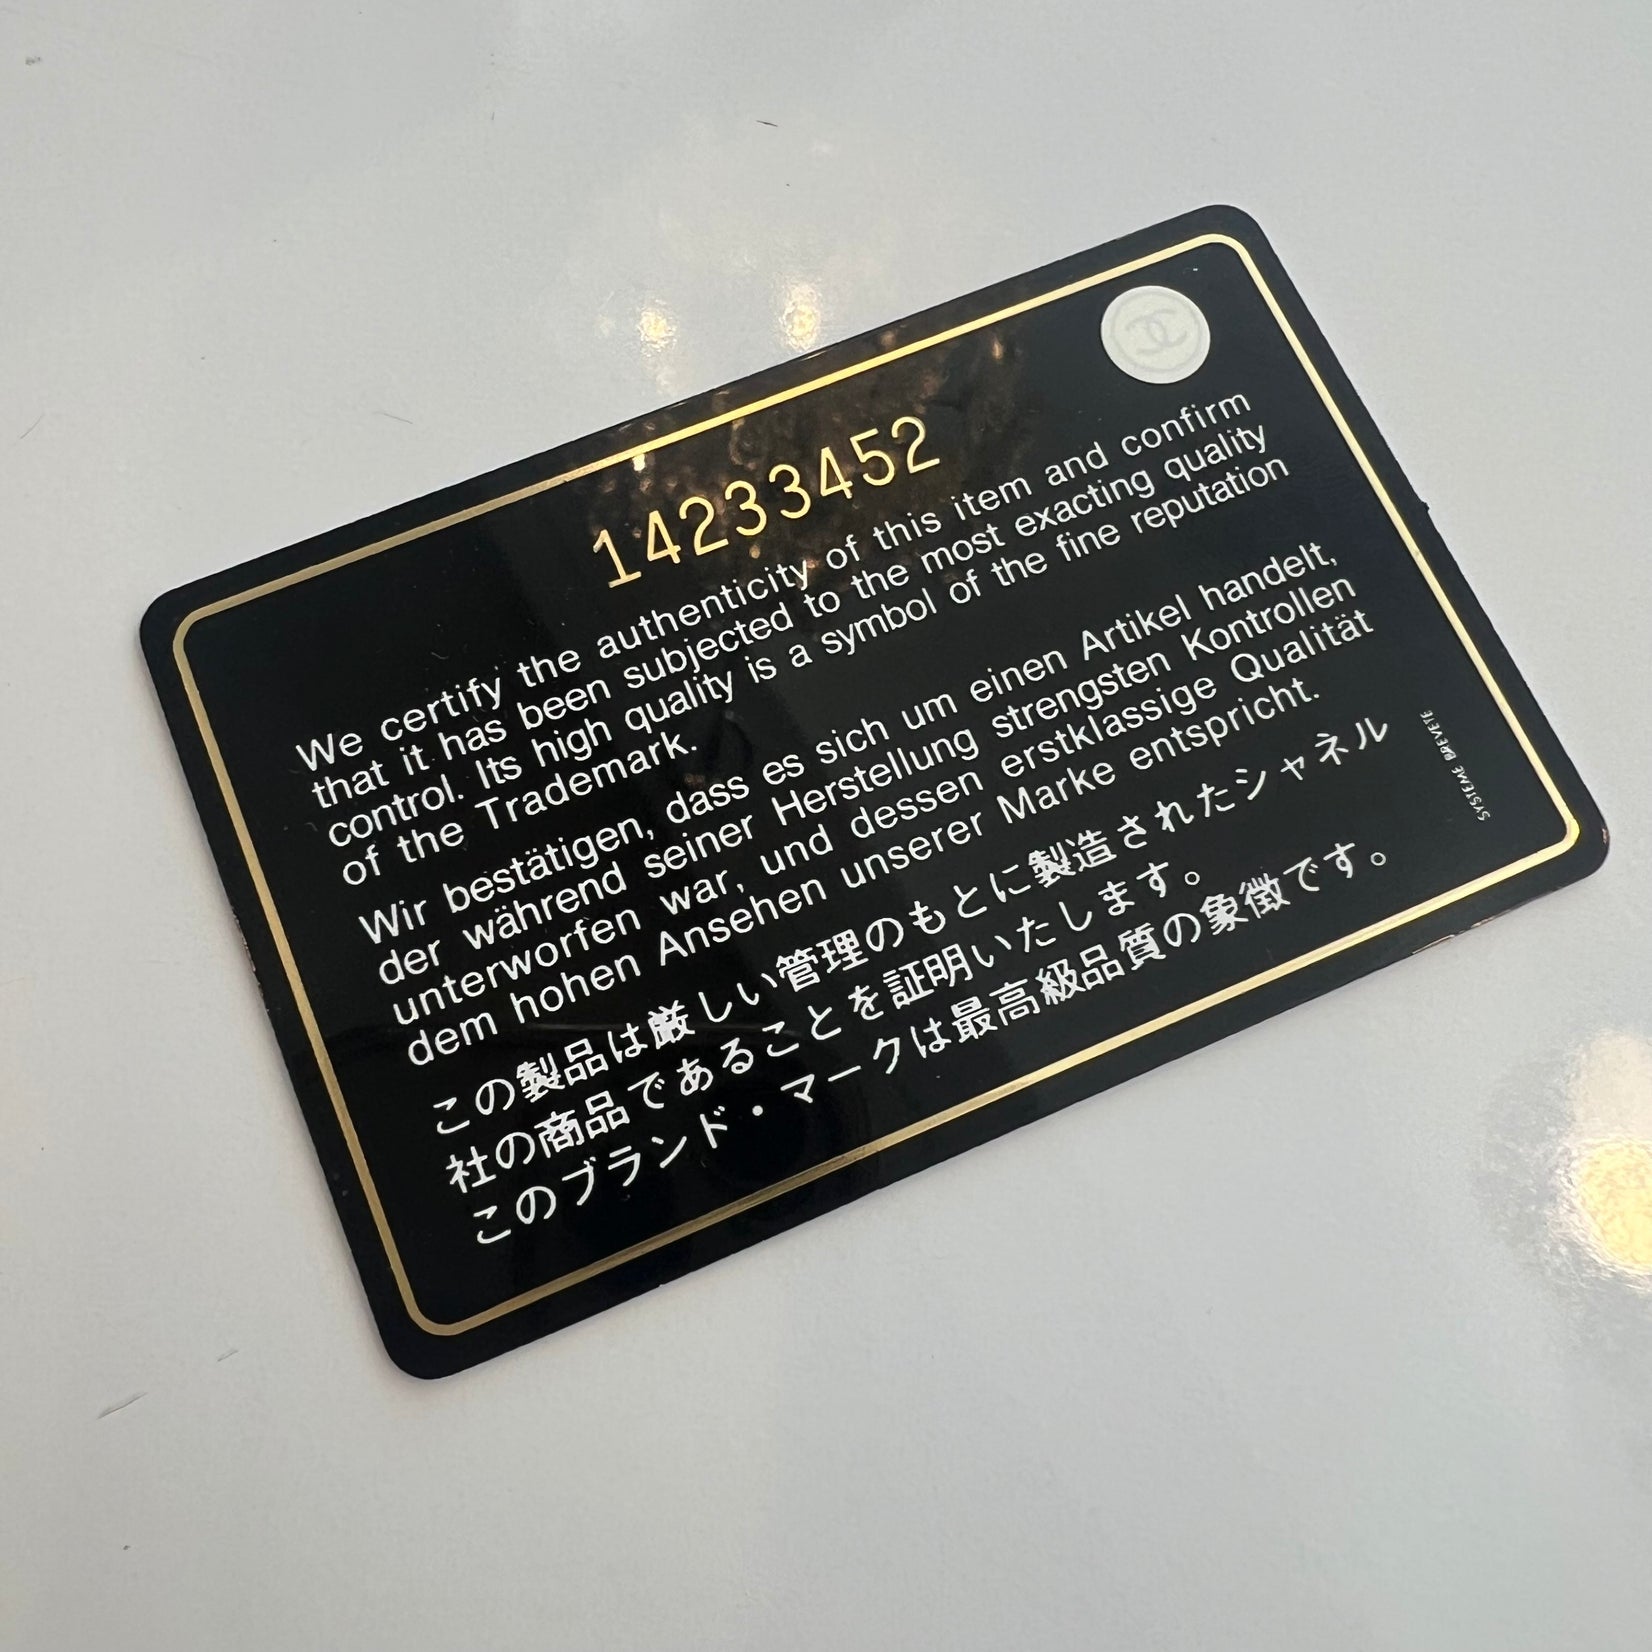 14233452
We certify the authenticity of this item and confirm
that it has been subjected to the most exacting quality
control. Its high quality is a symbol of the fine reputation
of the Trademark.
Wir bestätigen, dass es sich um einen Artikel handelt,
der während seiner Herstellung strengsten Kontrollen
unterworfen war, und dessen erstklassige Qualität
dem hohen Ansehen unserer Marke entspricht.
この製品は厳しい管理のもとに製造されたシャネル
社の商品であることを証明いたします。
このブランド・マークは最高級品質の象徴です。
SYSTEME BREVETE